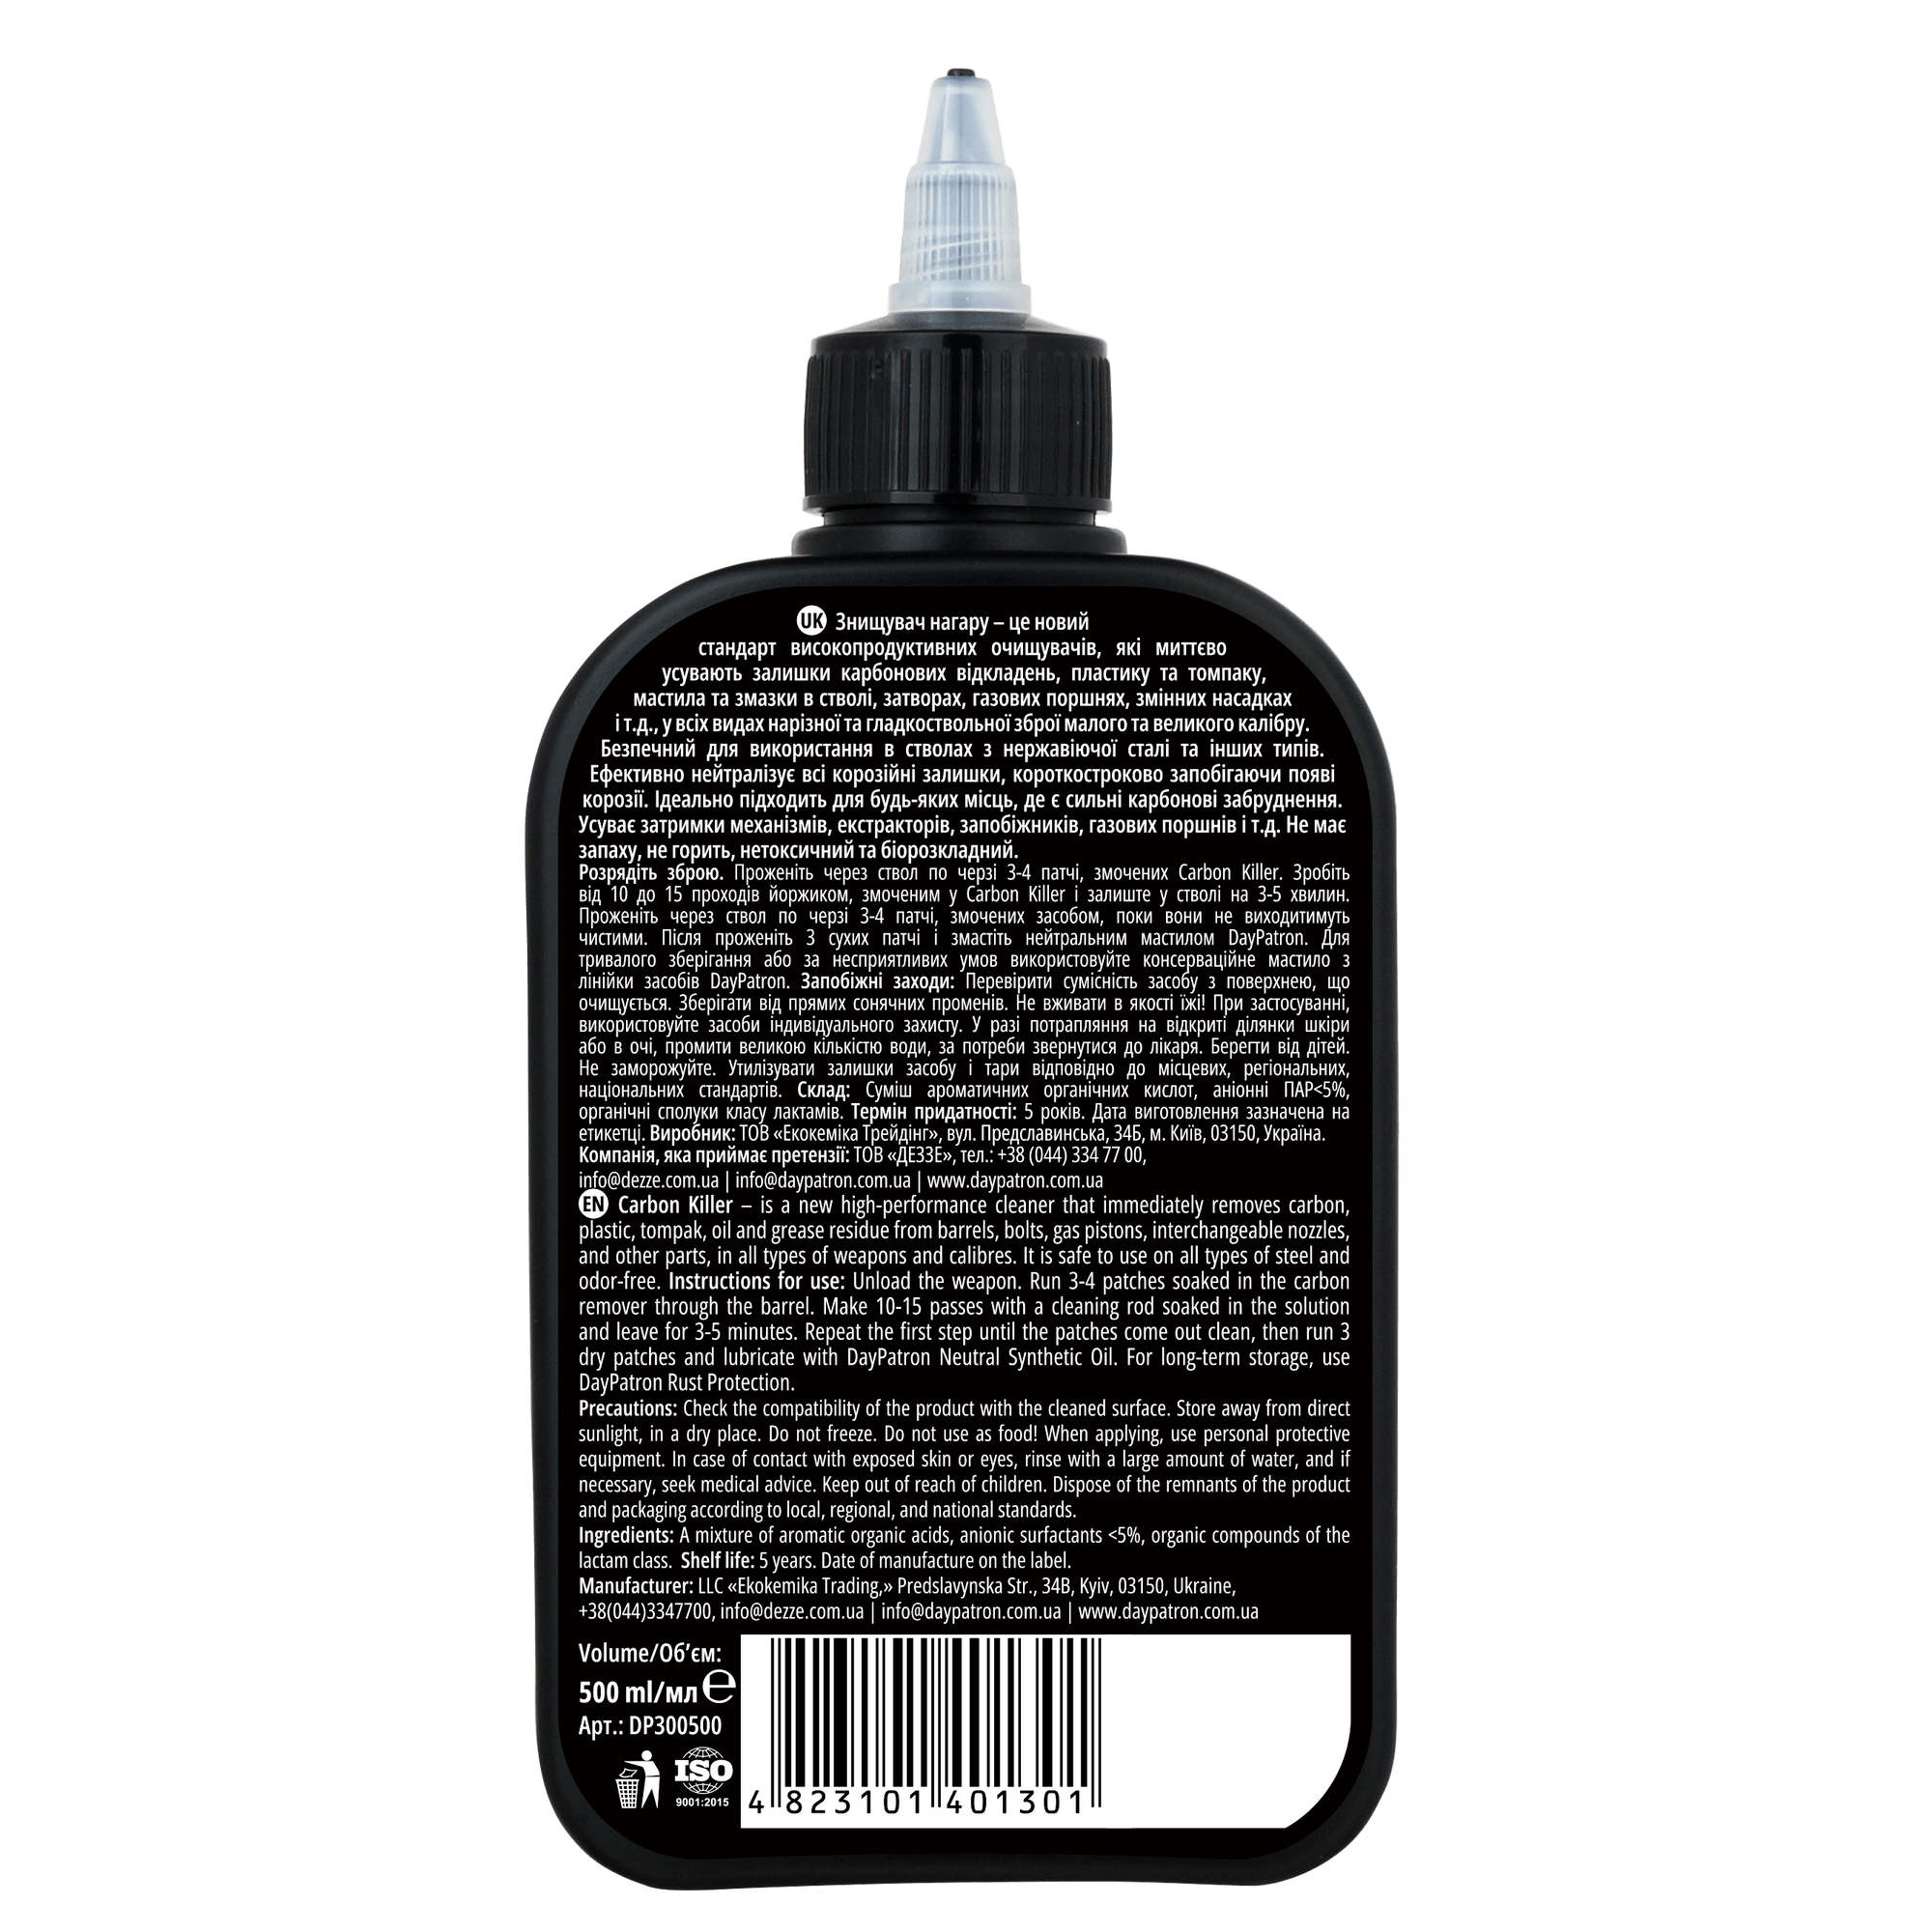 UK Знищувач нагару – це новий
стандарт високопродуктивних очищувачів, які миттєво
усувають залишки карбонових відкладень, пластику та томпаку,
мастила та змазки в стволі, затворах, газових поршнях, змінних насадках
і т.д., у всіх видах нарізної та гладкоствольної зброї малого та великого калібру.
Безпечний для використання в стволах з нержавіючої сталі та інших типів.
Ефективно нейтралізує всі корозійні залишки, короткостроково запобігаючи появі
корозії. Ідеально підходить для будь-яких місць, де є сильні карбонові забруднення.
Усуває затримки механізмів, екстракторів, запобіжників, газових поршнів і т.д. Не має
запаху, не горить, нетоксичний та біорозкладний.
Розрядіть зброю. Проженіть через ствол по черзі 3-4 патчі, змочених Carbon Killer. Зробіть
від 10 до 15 проходів йоржиком, змоченим у Carbon Killer і залиште у стволі на 3-5 хвилин.
Проженіть через ствол по черзі 3-4 патчі, змочених засобом, поки вони не виходитимуть
чистими. Після проженіть 3 сухих патчі і змастіть нейтральним мастилом DayPatron. Для
тривалого зберігання або за несприятливих умов використовуйте консерваційне мастило з
лінійки засобів DayPatron. Запобіжні заходи: Перевірити сумісність засобу з поверхнею, що
очищується. Зберігати від прямих сонячних променів. Не вживати в якості їжі! При застосуванні,
використовуйте засоби індивідуального захисту. У разі потрапляння на відкриті ділянки шкіри
або в очі, промити великою кількістю води, за потреби звернутися до лікаря. Берегти від дітей.
Не заморожуйте. Утилізувати залишки засобу і тари відповідно до місцевих, регіональних,
національних стандартів. Склад: Суміш ароматичних органічних кислот, аніонні ПАР<5%,
органічні сполуки класу лактамів. Термін придатності: 5 років. Дата виготовлення зазначена на
етикетці. Виробник: ТОВ «Екокеміка Трейдінг», вул. Предславинська, 34Б, м. Київ, 03150, Україна.
Компанія, яка приймає претензії: ТОВ «ДЕЗЗЕ», тел.: +38 (044) 334 77 00,
info@dezze.com.ua | info@daypatron.com.ua | www.daypatron.com.ua
EN Carbon Killer – is a new high-performance cleaner that immediately removes carbon,
plastic, tompak, oil and grease residue from barrels, bolts, gas pistons, interchangeable nozzles,
and other parts, in all types of weapons and calibres. It is safe to use on all types of steel and
odor-free. Instructions for use: Unload the weapon. Run 3-4 patches soaked in the carbon
remover through the barrel. Make 10-15 passes with a cleaning rod soaked in the solution
and leave for 3-5 minutes. Repeat the first step until the patches come out clean, then run 3
dry patches and lubricate with DayPatron Neutral Synthetic Oil. For long-term storage, use
DayPatron Rust Protection.
Precautions: Check the compatibility of the product with the cleaned surface. Store away from direct
sunlight, in a dry place. Do not freeze. Do not use as food! When applying, use personal protective
equipment. In case of contact with exposed skin or eyes, rinse with a large amount of water, and if
necessary, seek medical advice. Keep out of reach of children. Dispose of the remnants of the product
and packaging according to local, regional, and national standards.
Ingredients: A mixture of aromatic organic acids, anionic surfactants <5%, organic compounds of the
lactam class. Shelf life: 5 years. Date of manufacture on the label.
Manufacturer: LLC «Ekokemika Trading,» Predslavynska Str., 34B, Kyiv, 03150, Ukraine,
+38(044)3347700, info@dezze.com.ua | info@daypatron.com.ua | www.daypatron.com.ua
Volume/Об’єм:
500 ml/мл ℮
Арт.: DP300500
ISO
9001:2015
4 823101 401301